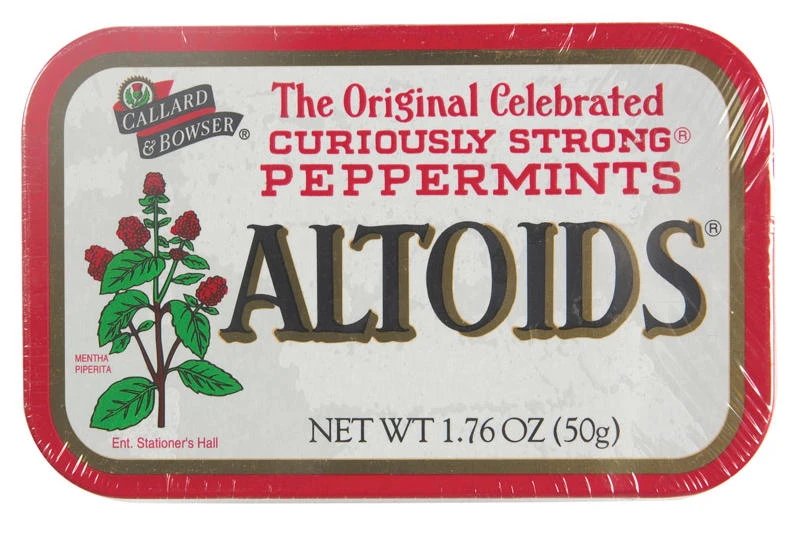 CALLARD
& BOWSER®
The Original Celebrated
CURIOUSLY STRONG®
PEPPERMINTS
ALTOIDS®
MENTHA
PIPERITA
Ent. Stationer's Hall
NET WT 1.76 OZ (50g)